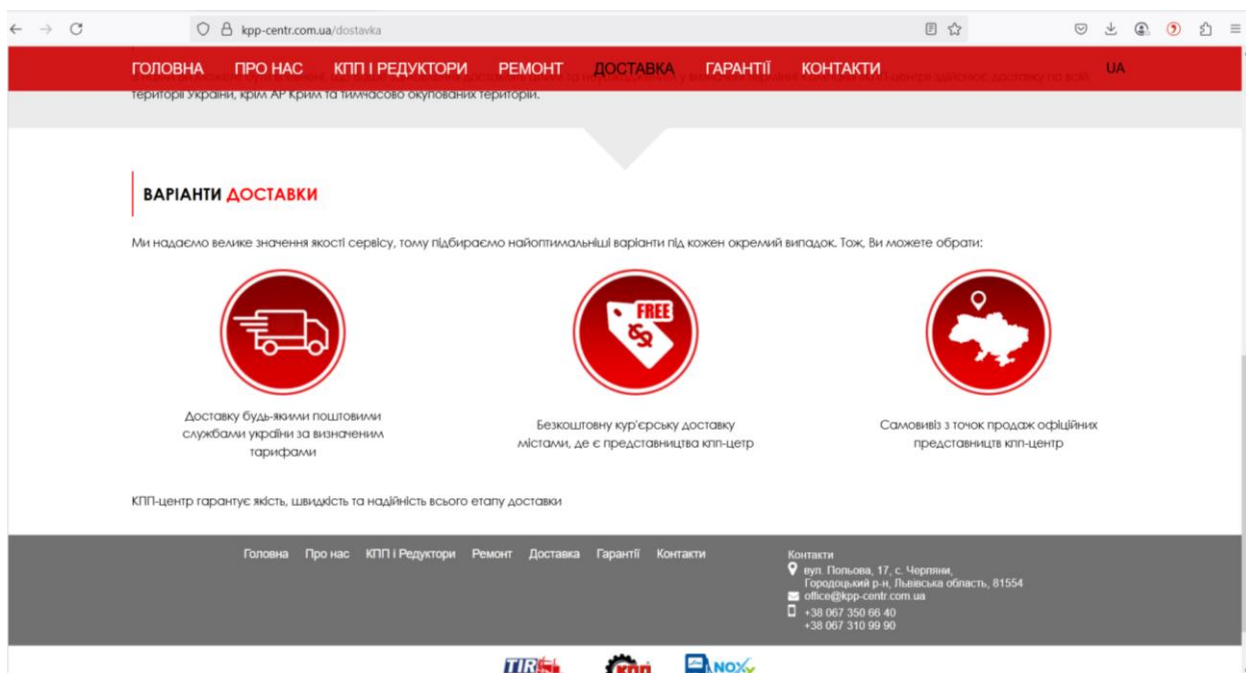 kpp-centr.com.ua/dostavka
ГОЛОВНА ПРО НАС КПП І РЕДУКТОРИ РЕМОНТ ДОСТАВКА ГАРАНТІЇ КОНТАКТИ UA
території України, крім АР Крим та тимчасово окупованих територій.
ВАРІАНТИ ДОСТАВКИ
Ми надаємо велике значення якості сервісу, тому підбираємо найоптимальніші варіанти під кожен окремий випадок. Тож, Ви можете обрати:
FREE
Доставку будь-якими поштовими
службами україни за визначеним
тарифами
Безкоштовну кур'єрську доставку
містами, де є представництва кпп-цетр
Самовивіз з точок продаж офіційних
представництв кпп-центр
КПП-центр гарантує якість, швидкість та надійність всього етапу доставки
Головна Про нас КПП і Редуктори Ремонт Доставка Гарантії Контакти
Контакти
вул. Польова, 17, с. Черляни,
Городоцький р-н, Львівська область, 81554
office@kpp-centr.com.ua
+38 067 350 66 40
+38 067 310 99 90
TIR КПП NOX